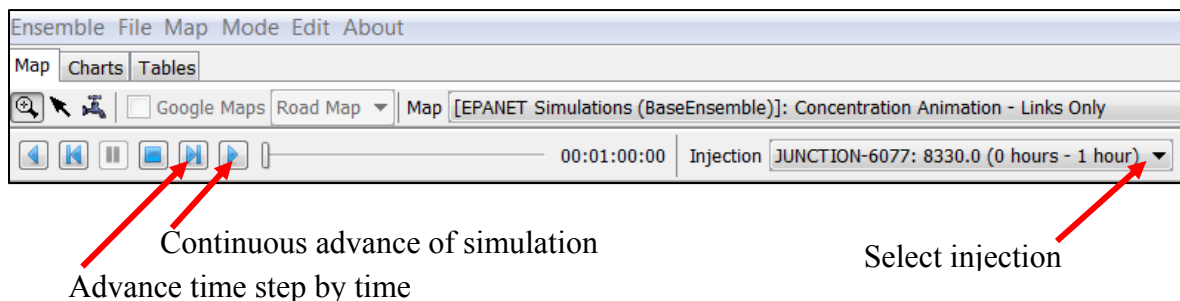 Ensemble File Map Mode Edit About
Map Charts Tables
Google Maps Road Map Map [EPANET Simulations (BaseEnsemble)]: Concentration Animation - Links Only
00:01:00:00 Injection JUNCTION-6077: 8330.0 (0 hours - 1 hour)
Continuous advance of simulation
Select injection
Advance time step by time